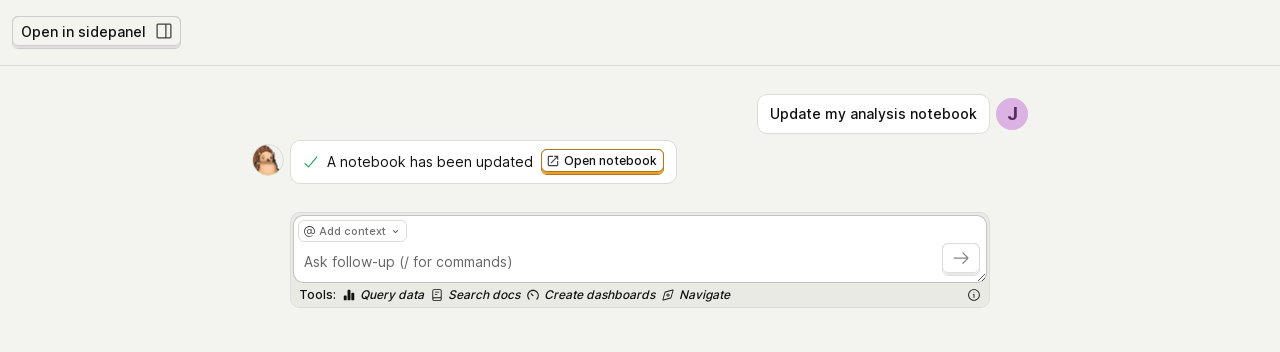 Open in sidepanel
Update my analysis notebook
J
A notebook has been updated
Open notebook
@ Add context
Ask follow-up (/ for commands)
Tools: Query data Search docs Create dashboards Navigate